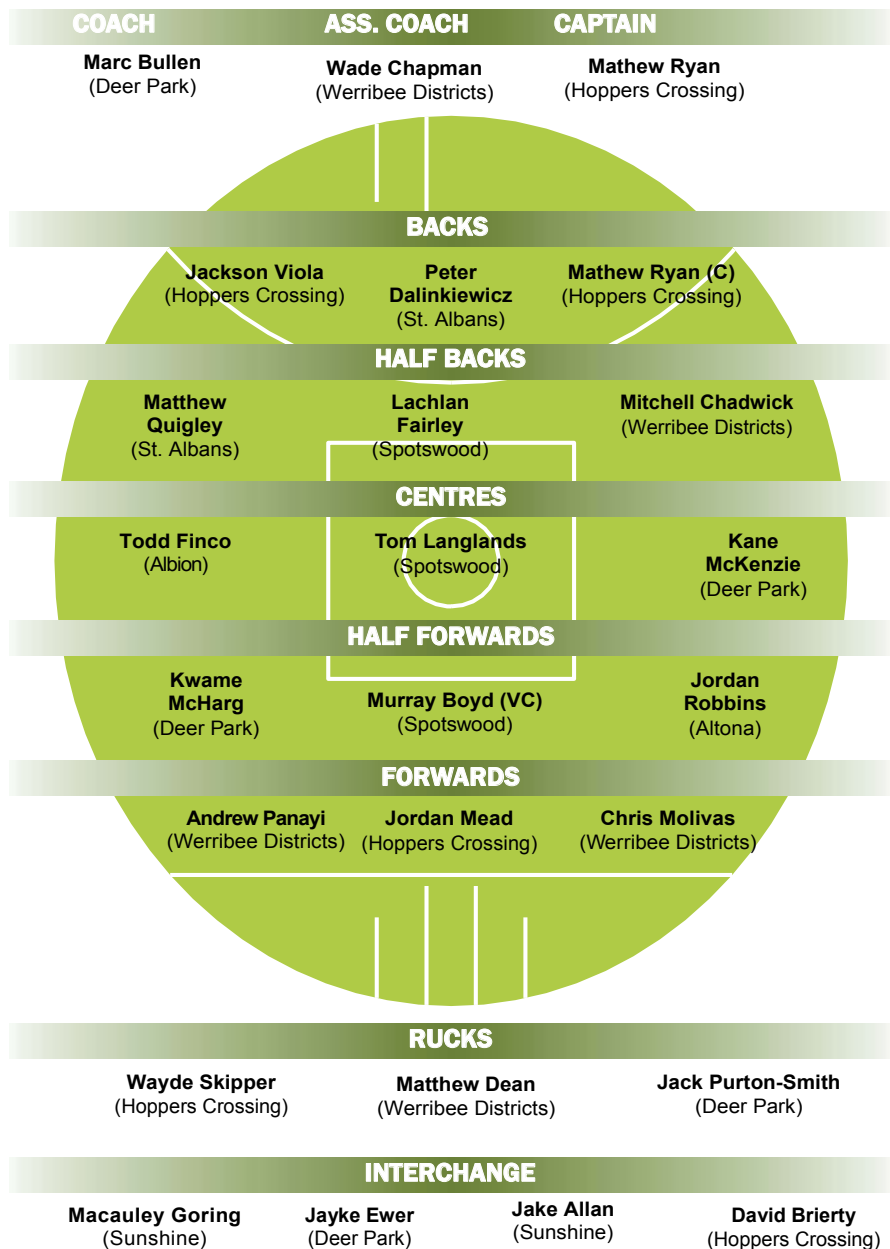 COACH ASS. COACH CAPTAIN
Marc Bullen
(Deer Park)
Wade Chapman
(Werribee Districts)
Mathew Ryan
(Hoppers Crossing)
BACKS
Jackson Viola
(Hoppers Crossing)
Peter
Dalinkiewicz
(St. Albans)
Mathew Ryan (C)
(Hoppers Crossing)
HALF BACKS
Matthew
Quigley
(St. Albans)
Lachlan
Fairley
(Spotswood)
Mitchell Chadwick
(Werribee Districts)
CENTRES
Todd Finco
(Albion)
Tom Langlands
(Spotswood)
Kane
McKenzie
(Deer Park)
HALF FORWARDS
Kwame
McHarg
(Deer Park)
Murray Boyd (VC)
(Spotswood)
Jordan
Robbins
(Altona)
FORWARDS
Andrew Panayi
(Werribee Districts)
Jordan Mead
(Hoppers Crossing)
Chris Molivas
(Werribee Districts)
RUCKS
Wayde Skipper
(Hoppers Crossing)
Matthew Dean
(Werribee Districts)
Jack Purton-Smith
(Deer Park)
INTERCHANGE
Macauley Goring
(Sunshine)
Jayke Ewer
(Deer Park)
Jake Allan
(Sunshine)
David Brierty
(Hoppers Crossing)